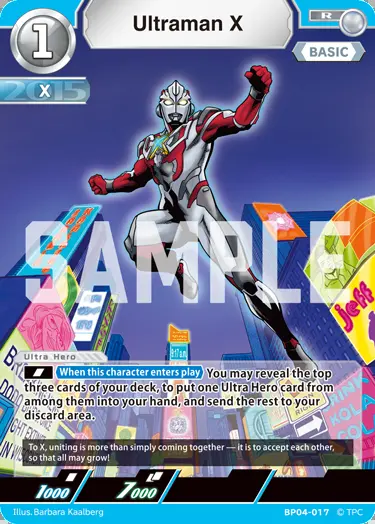 Ultraman X
R
1
BASIC
2015
X
SAMPLE
jeff
Ultra Hero
When this character enters play You may reveal the top
three cards of your deck, to put one Ultra Hero card from
among them into your hand, and send the rest to your
discard area.
To X, uniting is more than simply coming together — it is to accept each other,
so that all may grow!
1000
7000
Illus. Barbara Kaalberg
BP04-017 © TPC